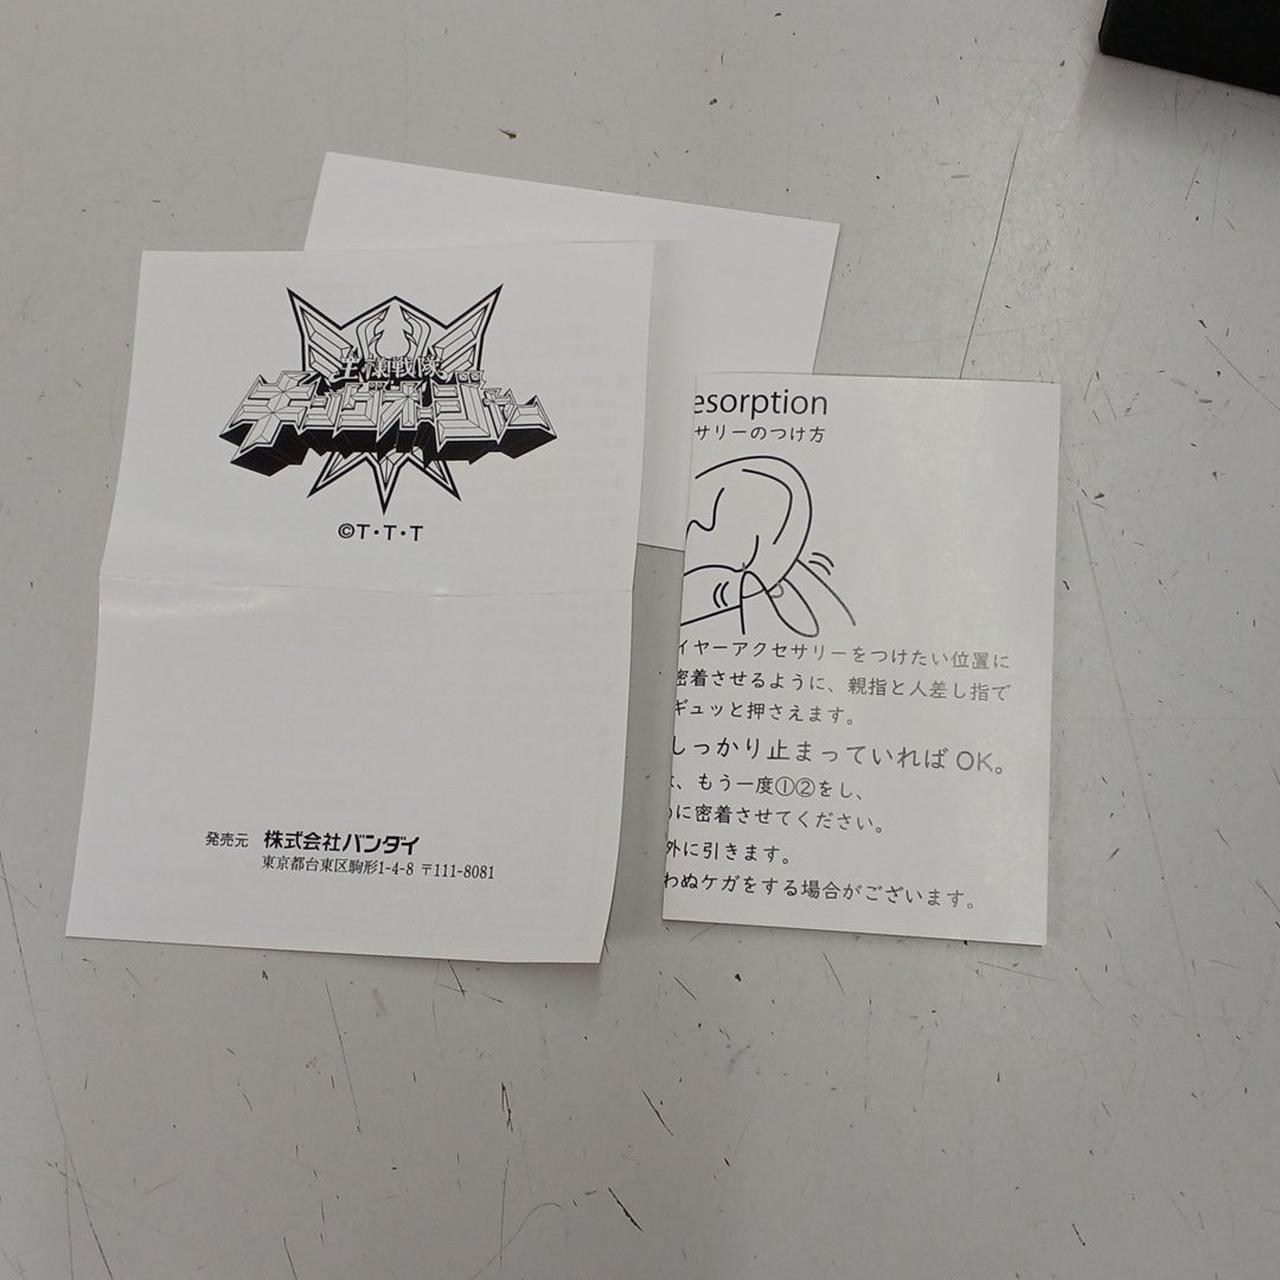 王様戦隊
キングオージャー
©T・T・T
発売元 株式会社バンダイ
東京都台東区駒形1-4-8 〒111-8081
esorption
サリーのつけ方
イヤーアクセサリーをつけたい位置に
密着させるように、親指と人差し指で
ギュッと押さえます。
しっかり止まっていればOK。
は、もう一度①②をし、
に密着させてください。
外に引きます。
わぬケガをする場合がございます。